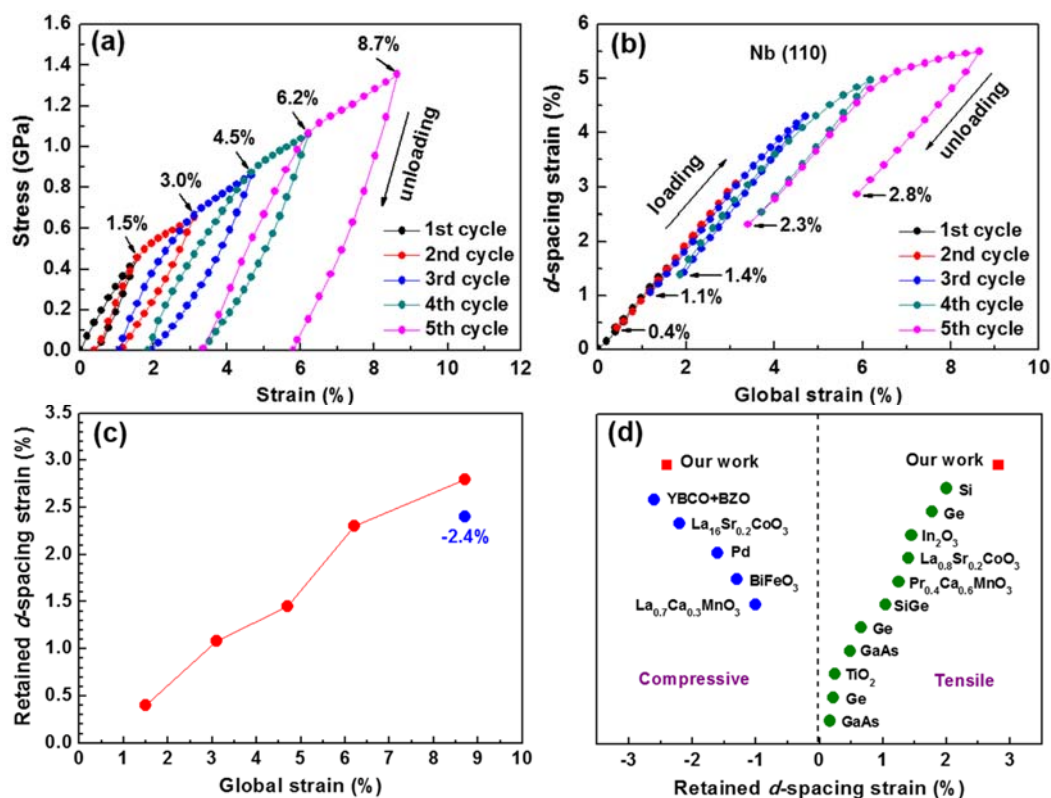 (a)
1.6
1.4
1.2
1.0
0.8
0.6
0.4
0.2
0.0
Stress (GPa)
8.7%
6.2%
4.5%
3.0%
1.5%
unloading
1st cycle
2nd cycle
3rd cycle
4th cycle
5th cycle
0 2 4 6 8 10 12
Strain (%)
(b)
Nb (110)
6
5
4
3
2
1
0
d-spacing strain (%)
loading
unloading
2.8%
2.3%
1.4%
1.1%
0.4%
1st cycle
2nd cycle
3rd cycle
4th cycle
5th cycle
0 2 4 6 8 10
Global strain (%)
(c)
3.5
3.0
2.5
2.0
1.5
1.0
0.5
0.0
Retained d-spacing strain (%)
-2.4%
0 1 2 3 4 5 6 7 8 9 10
Global strain (%)
(d)
Our work
YBCO+BZO
La16Sr0.2CoO3
Pd
BiFeO3
La0.7Ca0.3MnO3
Compressive
Our work
Si
Ge
In2O3
La0.8Sr0.2CoO3
Pr0.4Ca0.6MnO3
SiGe
Ge
GaAs
TiO2
Ge
GaAs
Tensile
-3 -2 -1 0 1 2 3
Retained d-spacing strain (%)